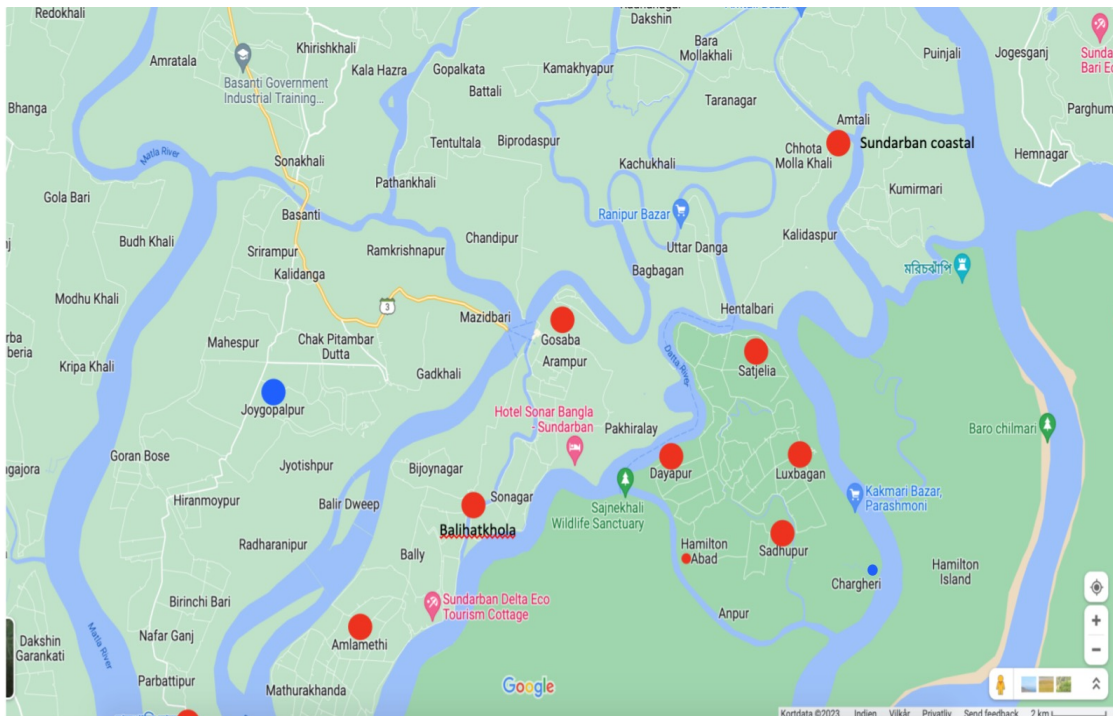 Redokhali
Dakshin
Amratala
Khirishkhali
Bara
Mollakhali
Puinjali
Jogesganj
Kala Hazra
Gopalkata
Kamakhyapur
Basanti Government
Industrial Training...
Battali
Taranagar
Bhanga
Parghum
Amtali
Tentultala
Biprodaspur
Chhota
Molla Khali
Sundarban coastal
Matla River
Sonakhali
Kachukhali
Hemnagar
Pathankhali
Kumirmari
Gola Bari
Basanti
Ranipur Bazar
Budh Khali
Srirampur
Ramkrishnapur
Chandipur
Uttar Danga
Kalidaspur
Kalidanga
Bagbagan
মরিচঝাঁপি
Modhu Khali
3
Mazidbari
Hentalbari
Mahespur
Chak Pitambar
Dutta
Gosaba
Kripa Khali
Arampur
Datta River
Satjelia
Gadkhali
Joygopalpur
Hotel Sonar Bangla
- Sundarban
Pakhiralay
Baro chilmari
Goran Bose
Jyotishpur
Bijoynagar
Dayapur
Luxbagan
Hiranmoypur
Balir Dweep
Sonagar
Sajnekhali
Wildlife Sanctuary
Kakmari Bazar,
Parashmoni
Balihatkhola
Radharanipur
Bally
Hamilton
Abad
Sadhupur
Hamilton
Island
Chargheri
Birinchi Bari
Sundarban Delta Eco
Tourism Cottage
Anpur
Dakshin
Garankati
Nafar Ganj
Matla River
Amlamethi
Parbattipur
Mathurakhanda
Google
Kortdata ©2023 Indien Vilkår Privatliv Send feedback 2 km